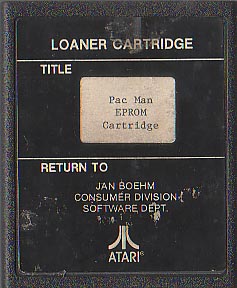 LOANER CARTRIDGE
TITLE
Pac Man
EPROM
Cartridge
RETURN TO
JAN BOEHM
CONSUMER DIVISION
SOFTWARE DEPT.
ATARI®